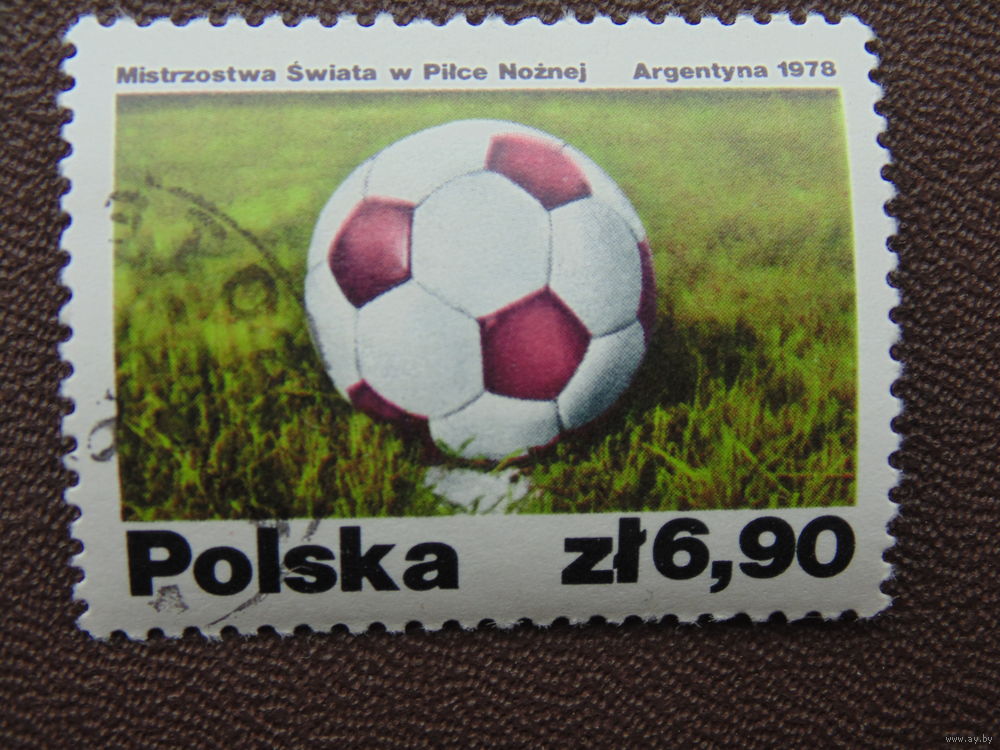 Mistrzostwa Świata w Piłce Nożnej Argentyna 1978
Polska zł6,90
www.ay.by